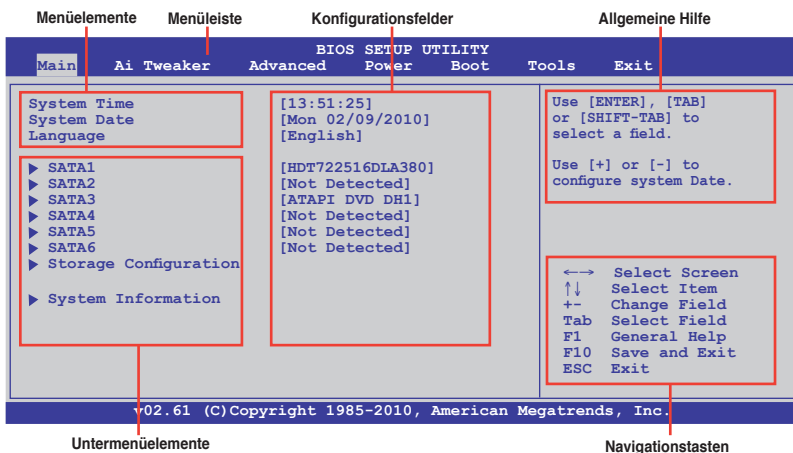 Menüelemente Menüleiste Konfigurationsfelder Allgemeine Hilfe
BIOS SETUP UTILITY
Main Ai Tweaker Advanced Power Boot Tools Exit
System Time [13:51:25]
System Date [Mon 02/09/2010]
Language [English]
▶ SATA1 [HDT722516DLA380]
▶ SATA2 [Not Detected]
▶ SATA3 [ATAPI DVD DH1]
▶ SATA4 [Not Detected]
▶ SATA5 [Not Detected]
▶ SATA6 [Not Detected]
▶ Storage Configuration
▶ System Information
Use [ENTER], [TAB]
or [SHIFT-TAB] to
select a field.
Use [+] or [-] to
configure system Date.
←→ Select Screen
↑↓ Select Item
+- Change Field
Tab Select Field
F1 General Help
F10 Save and Exit
ESC Exit
v02.61 (C)Copyright 1985-2010, American Megatrends, Inc.
Untermenüelemente Navigationstasten